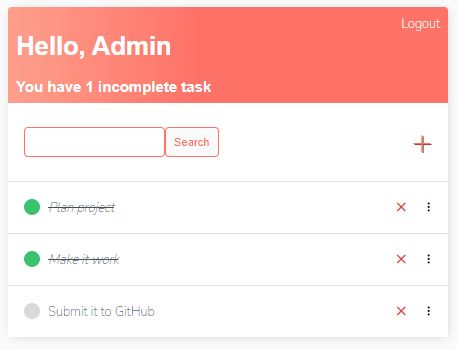 Logout
Hello, Admin
You have 1 incomplete task
Search
Plan project
Make it work
Submit it to GitHub